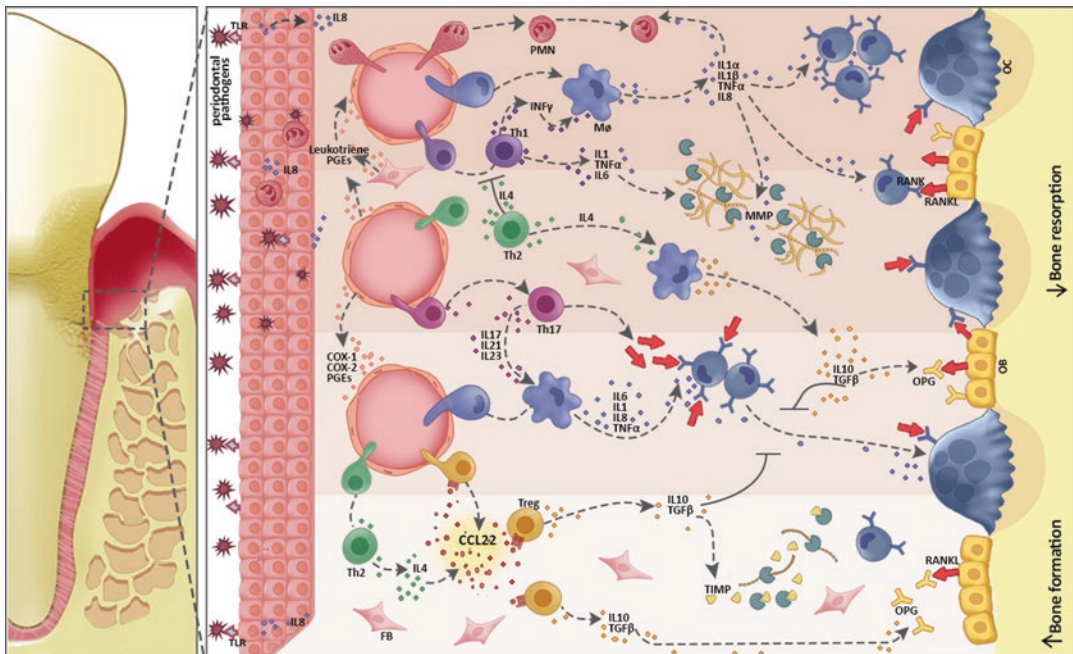 TLR
IL8
periodontal
pathogens
PMN
IL1α
IL1β
TNFα
IL8
OC
INFγ
Th1
Mø
Leukotriene
PGEs
IL8
IL1
TNFα
IL6
IL4
IL4
Th2
MMP
RANK
RANKL
↓ Bone resorption
Th17
IL17
IL21
IL23
COX-1
COX-2
PGEs
IL10
TGFβ
OPG
OB
IL6
IL1
IL8
TNFα
Treg
IL10
TGFβ
CCL22
Th2
IL4
TIMP
RANKL
OPG
IL10
TGFβ
FB
IL8
TLR
↑ Bone formation